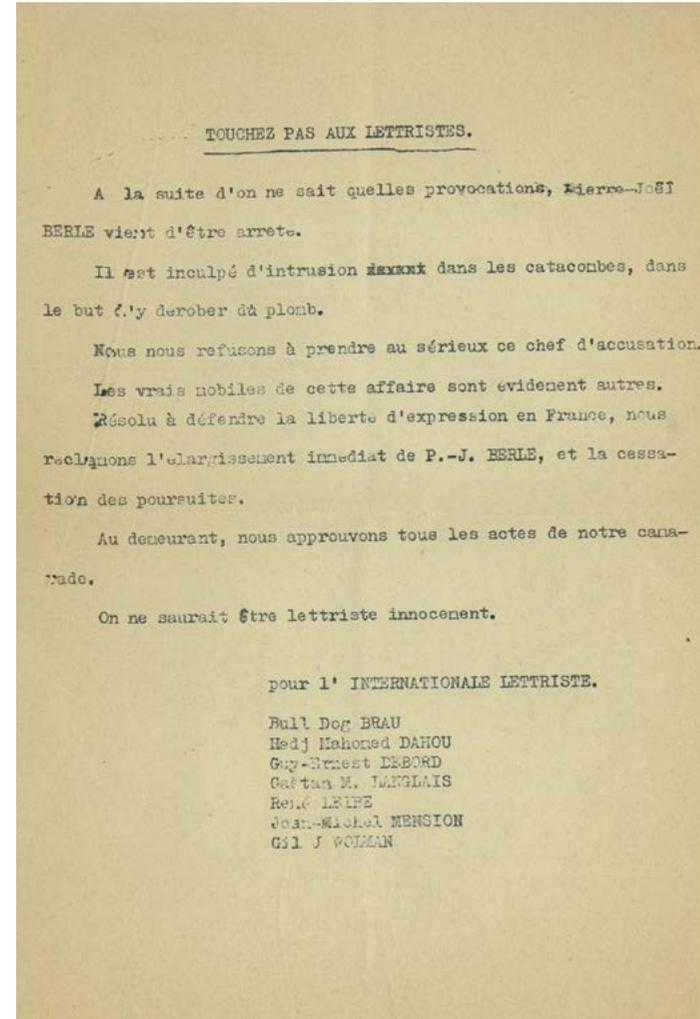 TOUCHEZ PAS AUX LETTRISTES.
A la suite d'on ne sait quelles provocations, Pierre-Joël
BERLE vient d'être arrete.
Il est inculpé d'intrusion dans les catacombes, dans
le but d'y derober du plomb.
Nous nous refusons à prendre au sérieux ce chef d'accusation.
Les vrais mobiles de cette affaire sont evidement autres.
Résolu à défendre la liberte d'expression en France, nous
reclamons l'elargissement immediat de P.-J. BERLE, et la cessa-
tion des poursuites.
Au demeurant, nous approuvons tous les actes de notre cama-
rade.
On ne saurait être lettriste innocement.
pour l' INTERNATIONALE LETTRISTE.
Bull Dog BRAU
Hadj Mahomed DAHOU
Guy-Ernest DEBORD
Gaëtan M. LANGLAIS
René LEIBE
Jean-Michel MENSION
Gil J WOLMAN